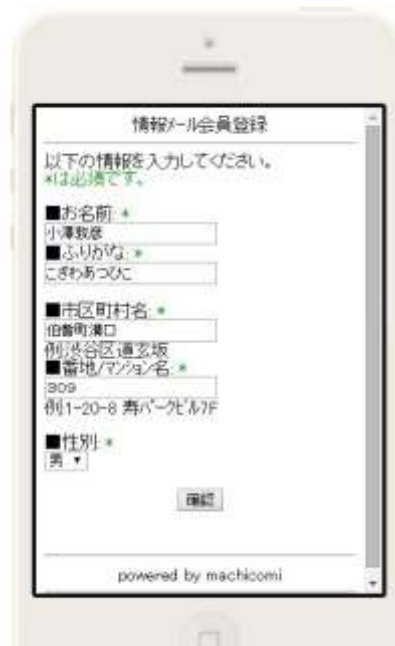 情報メール会員登録
以下の情報を入力してください。
*は必須です。
■お名前: *
小澤敦彦
■ふりがな: *
こざわあつひこ
■市区町村名: *
伯耆町溝口
例:渋谷区道玄坂
■番地/マンション名: *
309
例:1-20-8 寿パークビル7F
■性別: *
男 ▼
確認
powered by machicomi